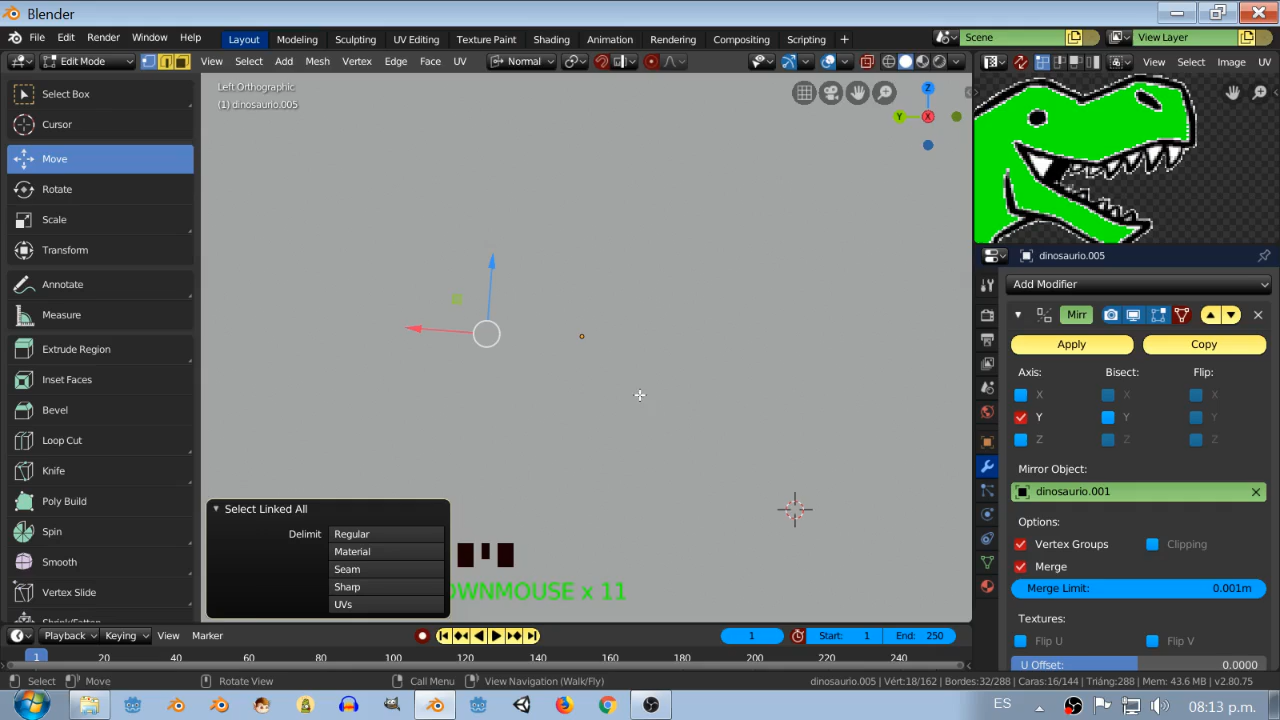 Blender
File Edit Render Window Help Layout Modeling Sculpting UV Editing Texture Paint Shading Animation Rendering Compositing Scripting + Scene View Layer
Edit Mode View Select Add Mesh Vertex Edge Face UV Normal View Select Image UV
Left Orthographic
(1) dinosaurio.005
Z
Y X
Select Box
Cursor
Move
Rotate
Scale
Transform
Annotate
Measure
Extrude Region
Inset Faces
Bevel
Loop Cut
Knife
Poly Build
Spin
Smooth
Vertex Slide
Shrink/Fatten
Select Linked All
Delimit Regular
Material
Seam
Sharp
UVs
OWNMOUSE x 11
dinosaurio.005
Add Modifier
Mirr
Apply Copy
Axis: Bisect: Flip:
X X X
Y Y Y
Z Z Z
Mirror Object:
dinosaurio.001
Options:
Vertex Groups Clipping
Merge
Merge Limit: 0.001m
Textures:
Flip U Flip V
U Offset: 0.0000
Playback Keying View Marker 1 Start: 1 End: 250
1 20 40 60 80 100 120 140 160 180 200 220 240
Select Move Rotate View Call Menu View Navigation (Walk/Fly) dinosaurio.005 | Vért:18/162 | Bordes:32/288 | Caras:16/144 | Triáng:288 | Mem: 43.6 MB | v2.80.75
ES 08:13 p.m.